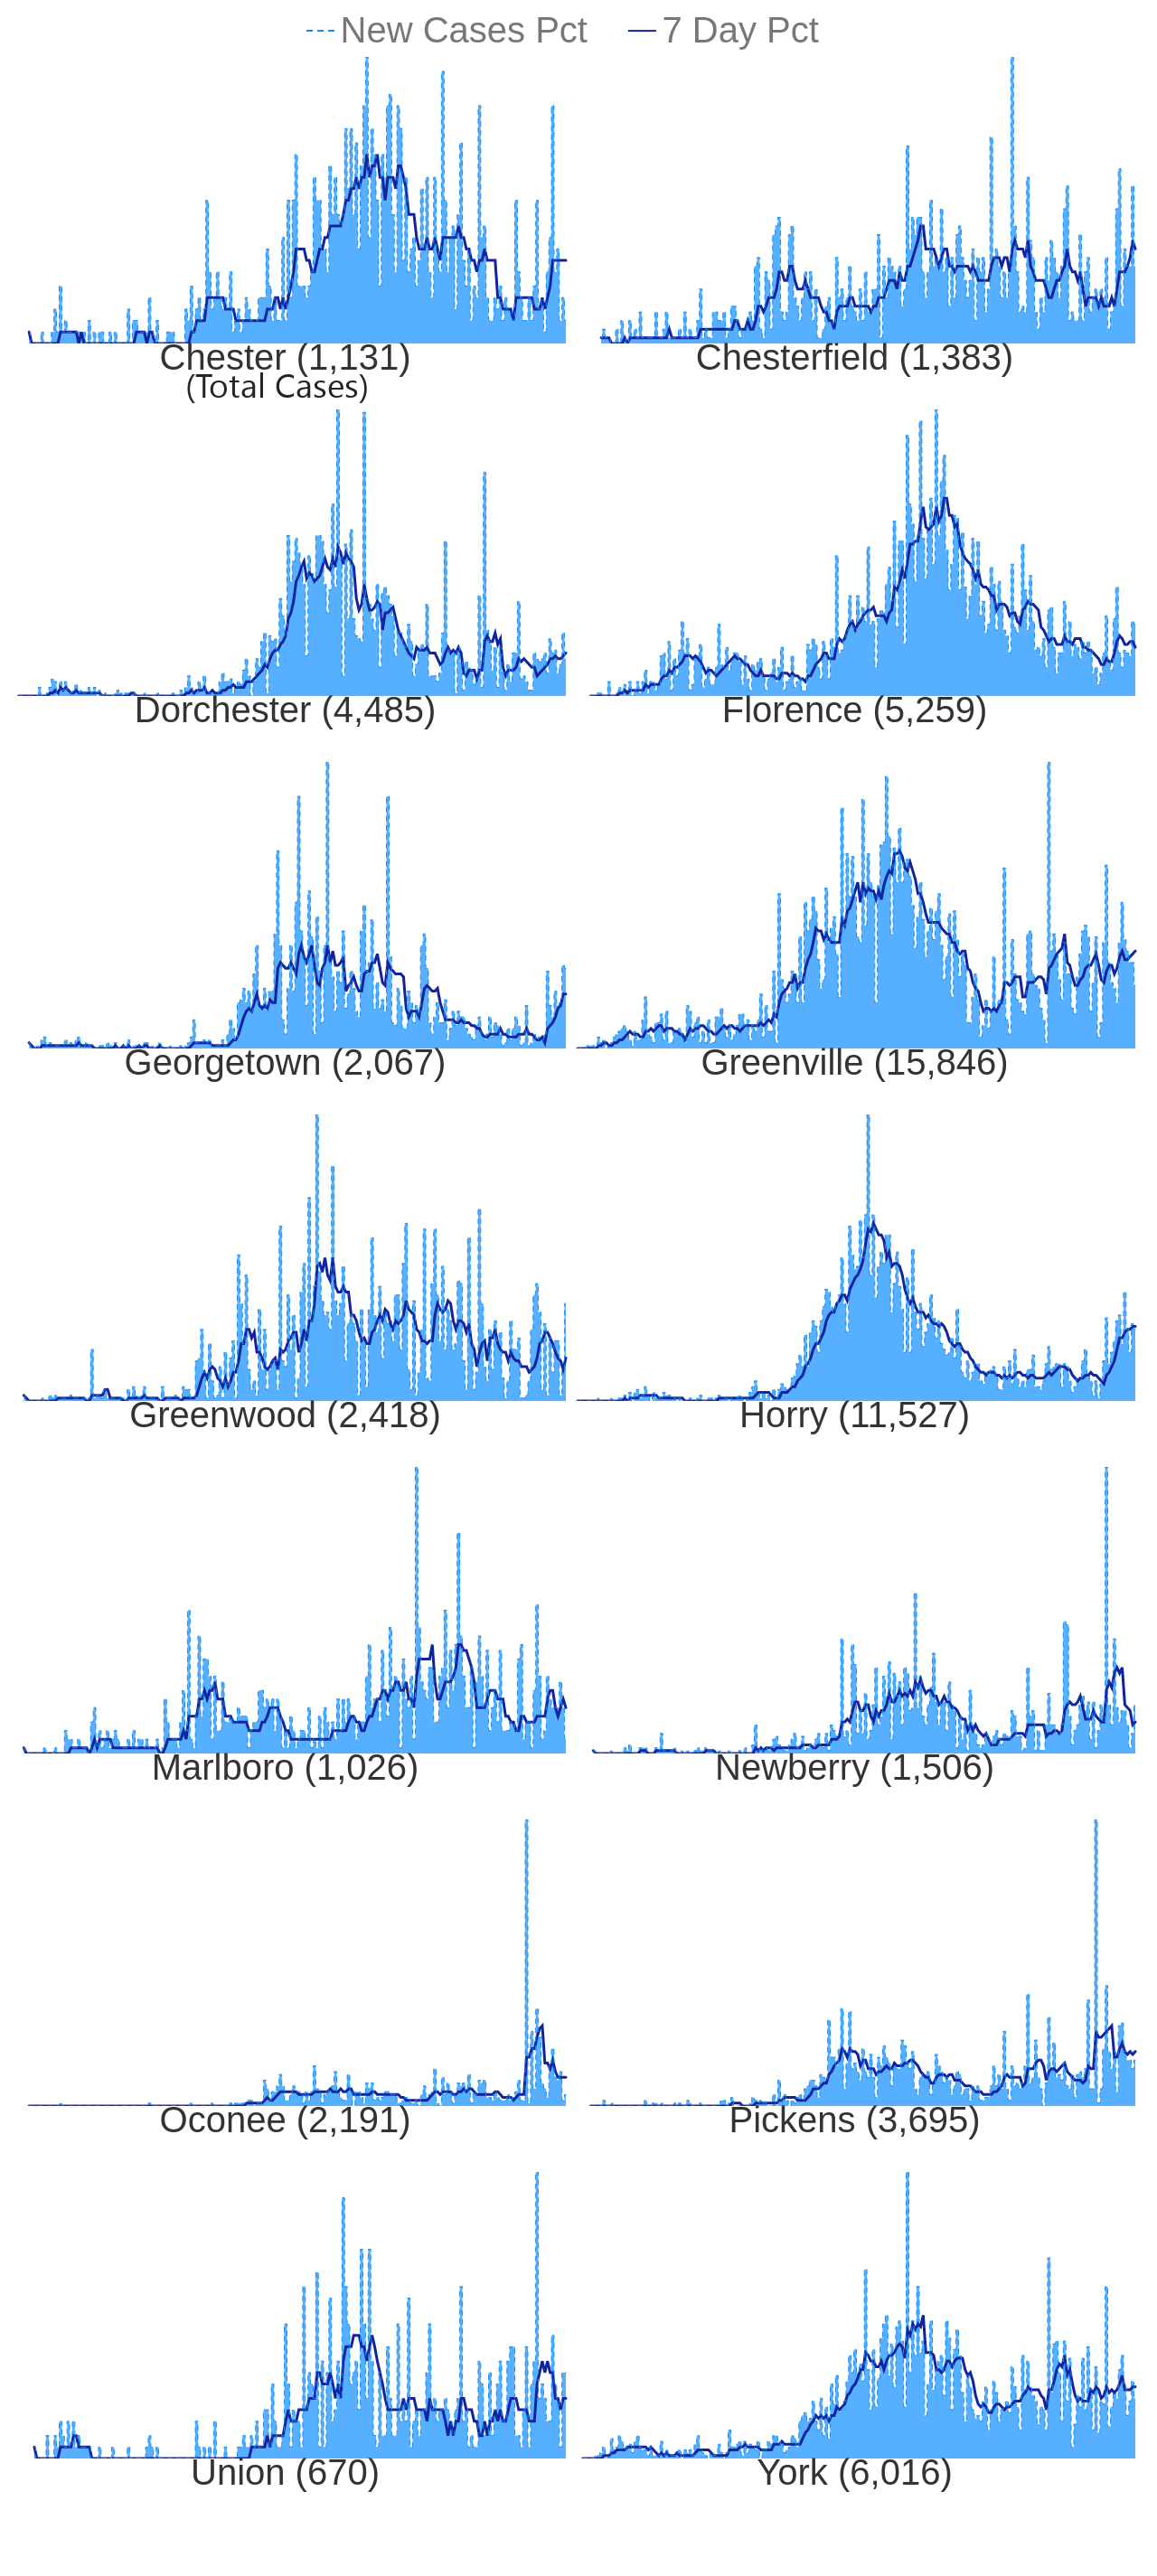 New Cases Pct 7 Day Pct
Chester (1,131) Chesterfield (1,383)
(Total Cases)
Dorchester (4,485) Florence (5,259)
Georgetown (2,067) Greenville (15,846)
Greenwood (2,418) Horry (11,527)
Marlboro (1,026) Newberry (1,506)
Oconee (2,191) Pickens (3,695)
Union (670) York (6,016)